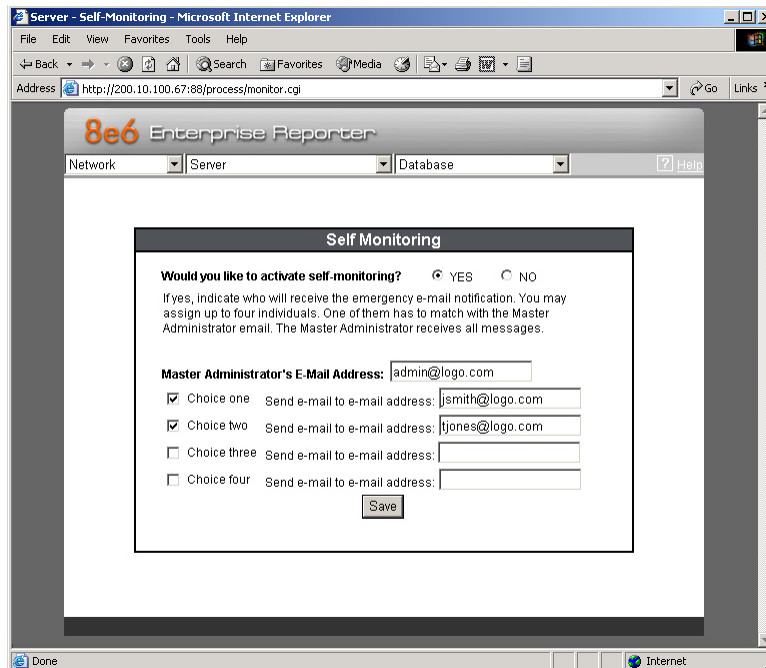 Server - Self-Monitoring - Microsoft Internet Explorer
File Edit View Favorites Tools Help
Back Search Favorites Media
Address http://200.10.100.67:88/process/monitor.cgi Go Links
8e6 Enterprise Reporter
Network Server Database ? Help
Self Monitoring
Would you like to activate self-monitoring? YES NO
If yes, indicate who will receive the emergency e-mail notification. You may
assign up to four individuals. One of them has to match with the Master
Administrator email. The Master Administrator receives all messages.
Master Administrator's E-Mail Address: admin@logo.com
Choice one Send e-mail to e-mail address: jsmith@logo.com
Choice two Send e-mail to e-mail address: tjones@logo.com
Choice three Send e-mail to e-mail address:
Choice four Send e-mail to e-mail address:
Save
Done Internet